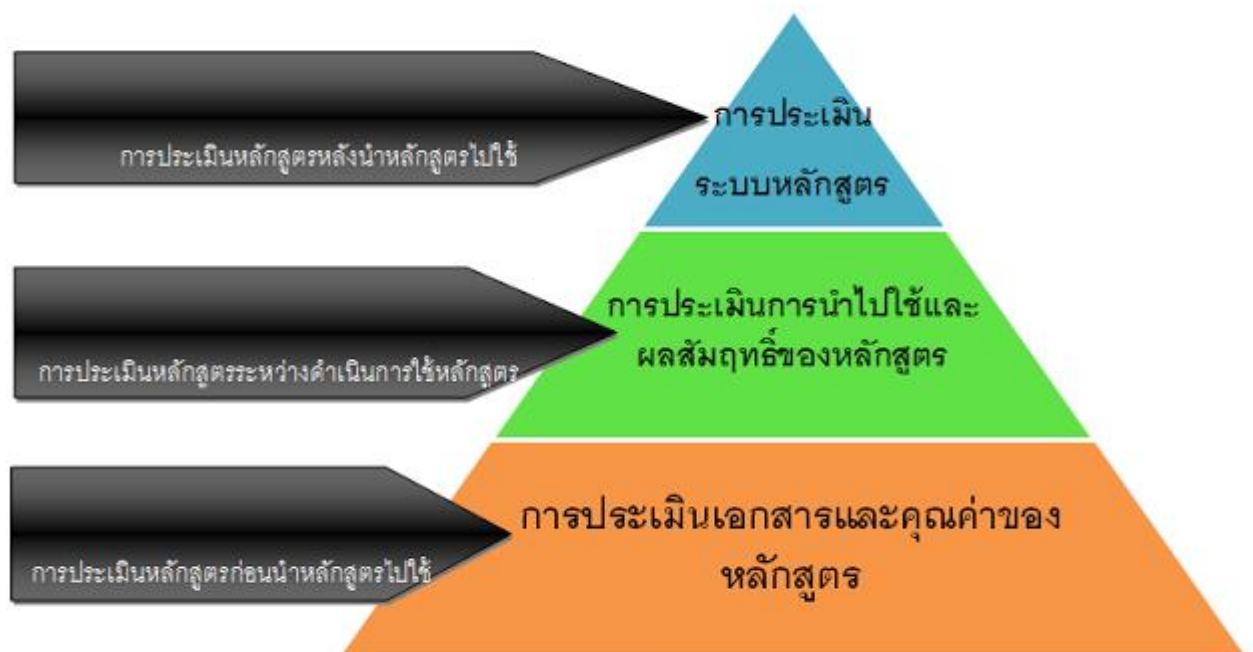 การประเมิน
ระบบหลักสูตร
การประเมินหลักสูตรหลังนำหลักสูตรไปใช้
การประเมินการนำไปใช้และ
ผลสัมฤทธิ์ของหลักสูตร
การประเมินหลักสูตรระหว่างดำเนินการใช้หลักสูตร
การประเมินเอกสารและคุณค่าของ
หลักสูตร
การประเมินหลักสูตรก่อนนำหลักสูตรไปใช้